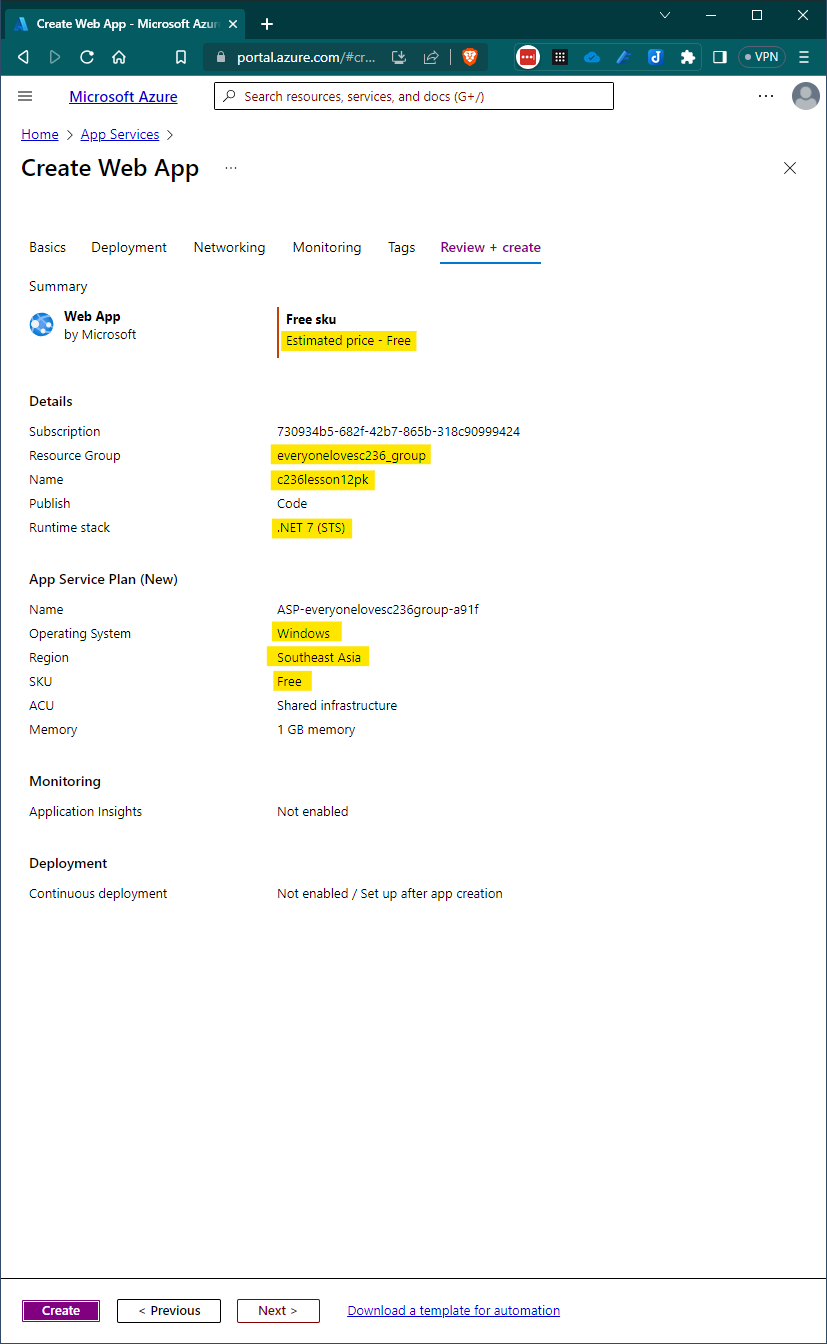 Create Web App - Microsoft Azur
portal.azure.com/#cr...
VPN
Microsoft Azure
Search resources, services, and docs (G+/)
Home > App Services >
Create Web App ...
Basics Deployment Networking Monitoring Tags Review + create
Summary
Web App
by Microsoft
Free sku
Estimated price - Free
Details
Subscription 730934b5-682f-42b7-865b-318c90999424
Resource Group everyonelovesc236_group
Name c236lesson12pk
Publish Code
Runtime stack .NET 7 (STS)
App Service Plan (New)
Name ASP-everyonelovesc236group-a91f
Operating System Windows
Region Southeast Asia
SKU Free
ACU Shared infrastructure
Memory 1 GB memory
Monitoring
Application Insights Not enabled
Deployment
Continuous deployment Not enabled / Set up after app creation
Create < Previous Next > Download a template for automation